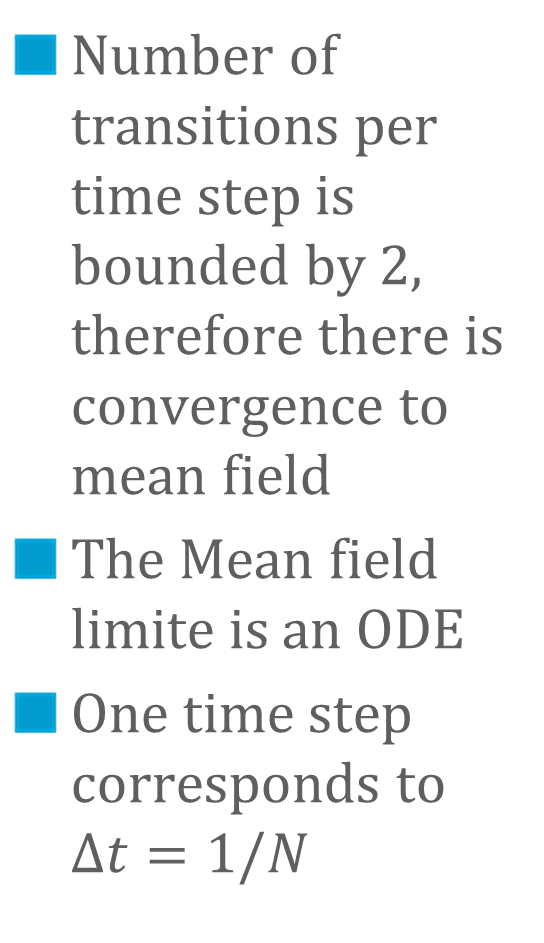 Number of
transitions per
time step is
bounded by 2,
therefore there is
convergence to
mean field
The Mean field
limite is an ODE
One time step
corresponds to
Δt = 1/N